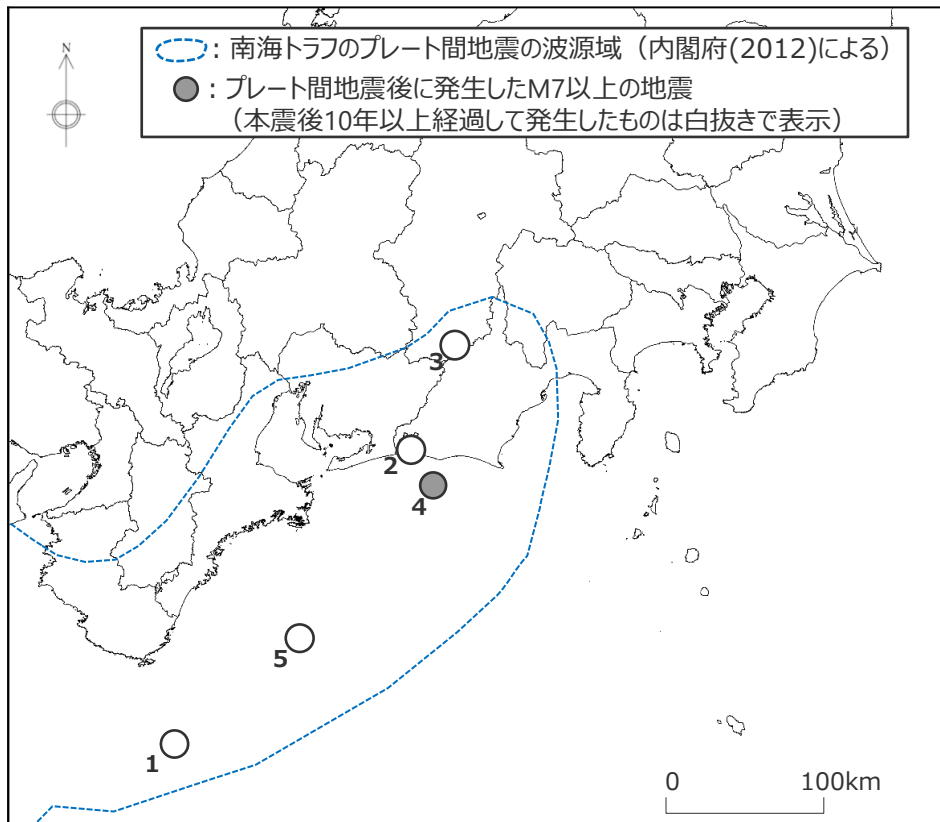 N
：南海トラフのプレート間地震の波源域（内閣府(2012)による）
：プレート間地震後に発生したM7以上の地震
（本震後10年以上経過して発生したものは白抜きで表示）
3
2
4
5
1
0 100km